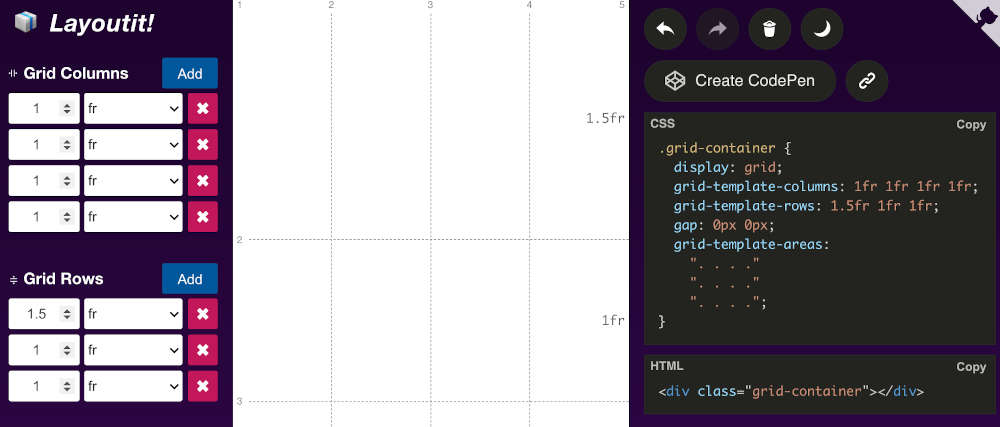 Layoutit!
Grid Columns Add
1 fr
1 fr
1 fr
1 fr
Grid Rows Add
1.5 fr
1 fr
1 fr
1 2 3 4 5
1.5fr
2
1fr
3
Create CodePen
CSS Copy
.grid-container {
display: grid;
grid-template-columns: 1fr 1fr 1fr 1fr;
grid-template-rows: 1.5fr 1fr 1fr;
gap: 0px 0px;
grid-template-areas:
". . . ."
". . . ."
". . . .";
}
HTML Copy
<div class="grid-container"></div>